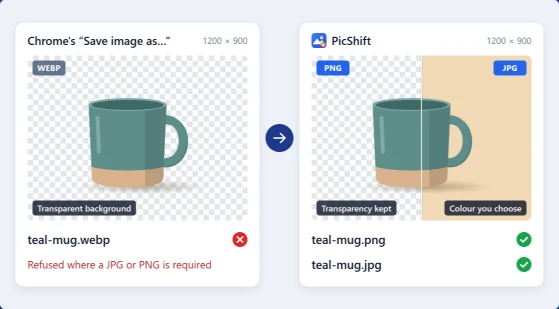 Chrome's "Save image as…"
1200 × 900
WEBP
Transparent background
teal-mug.webp
Refused where a JPG or PNG is required
PicShift
1200 × 900
PNG
JPG
Transparency kept
Colour you choose
teal-mug.png
teal-mug.jpg